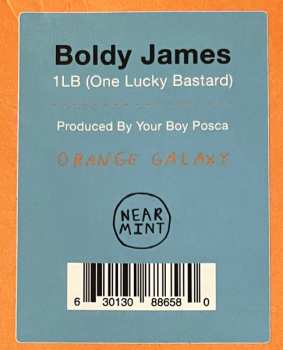 Boldy James
1LB (One Lucky Bastard)
Produced By Your Boy Posca
ORANGE GALAXY
NEAR
MINT
6 30130 88658 0